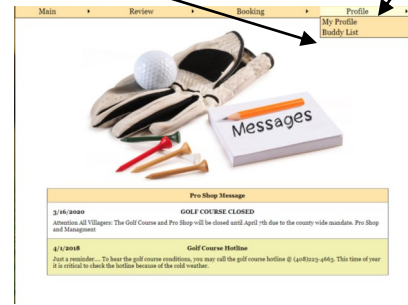 Main Review Booking Profile
My Profile
Buddy List
Messages
Pro Shop Message
3/16/2020 GOLF COURSE CLOSED
Attention All Villagers: The Golf Course and Pro Shop will be closed until April 7th due to the county wide mandate. Pro Shop
and Managment
4/1/2018 Golf Course Hotline
Just a reminder.... To hear the golf course conditions, you may call the golf course hotline @ (408)223-4663. This time of year
it is critical to check the hotline because of the cold weather.